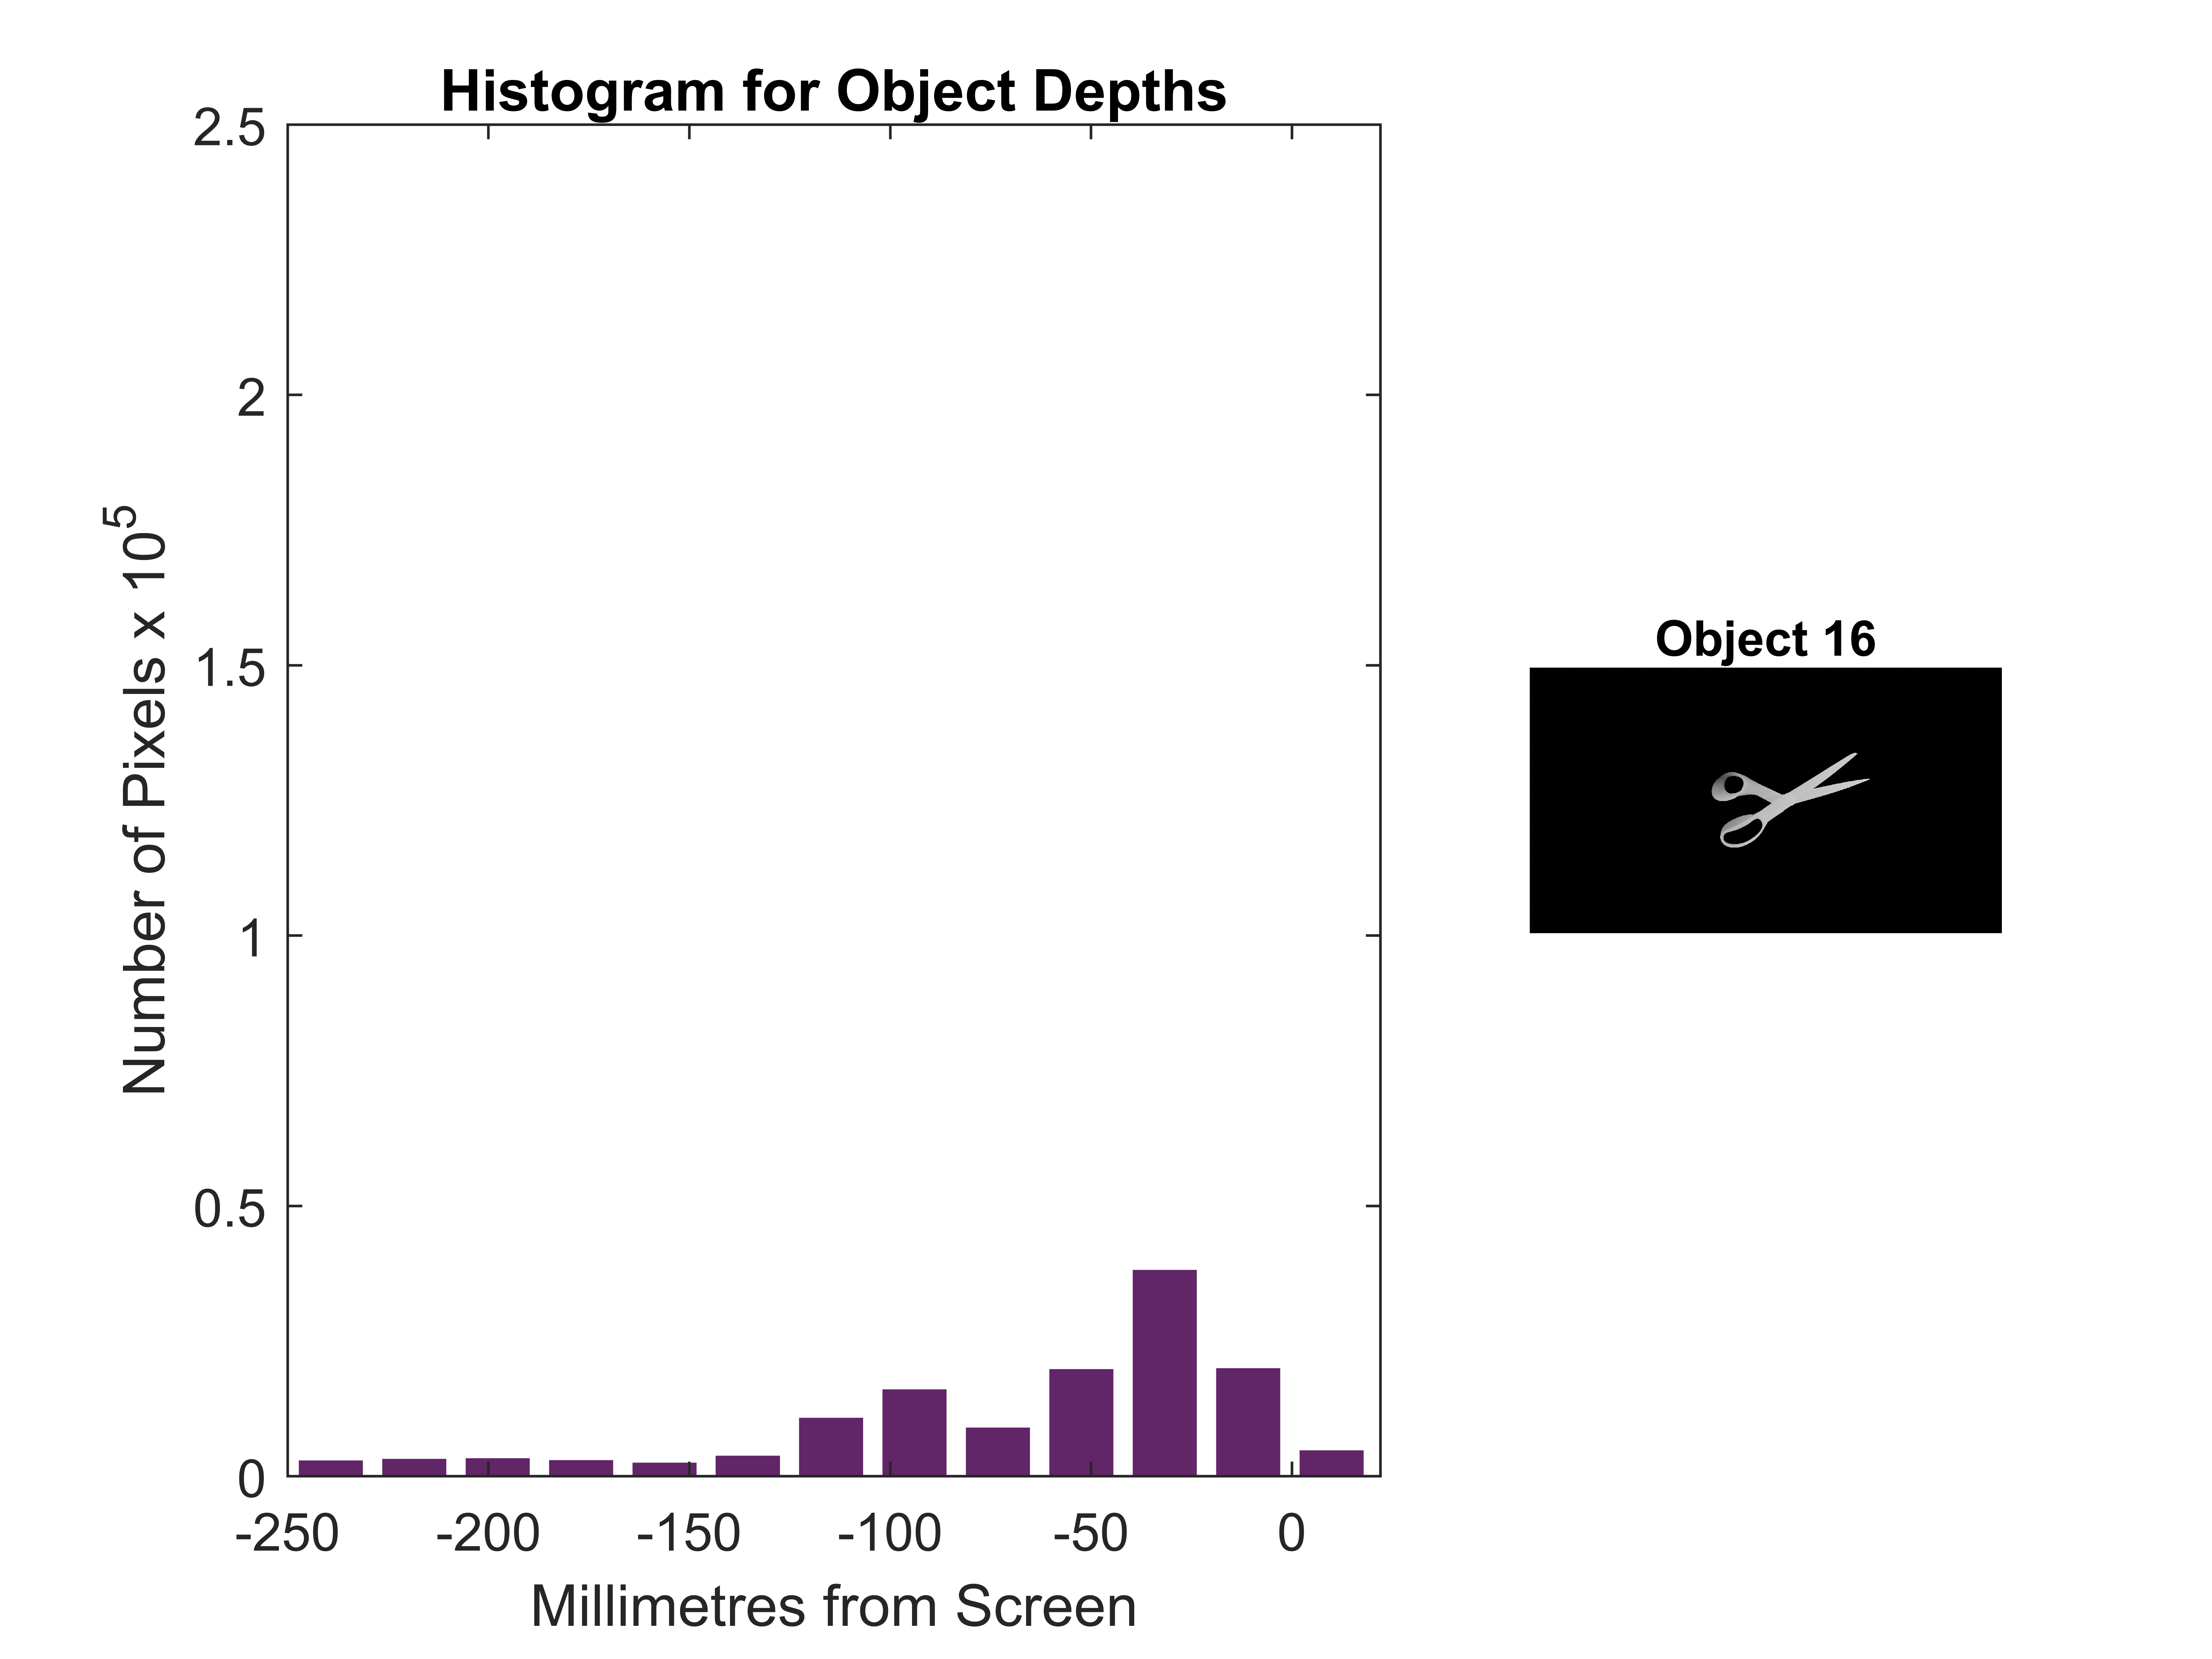 Histogram for Object Depths
2.5
2
1.5
1
0.5
0
Number of Pixels x 10^5
-250 -200 -150 -100 -50 0
Millimetres from Screen
Object 16